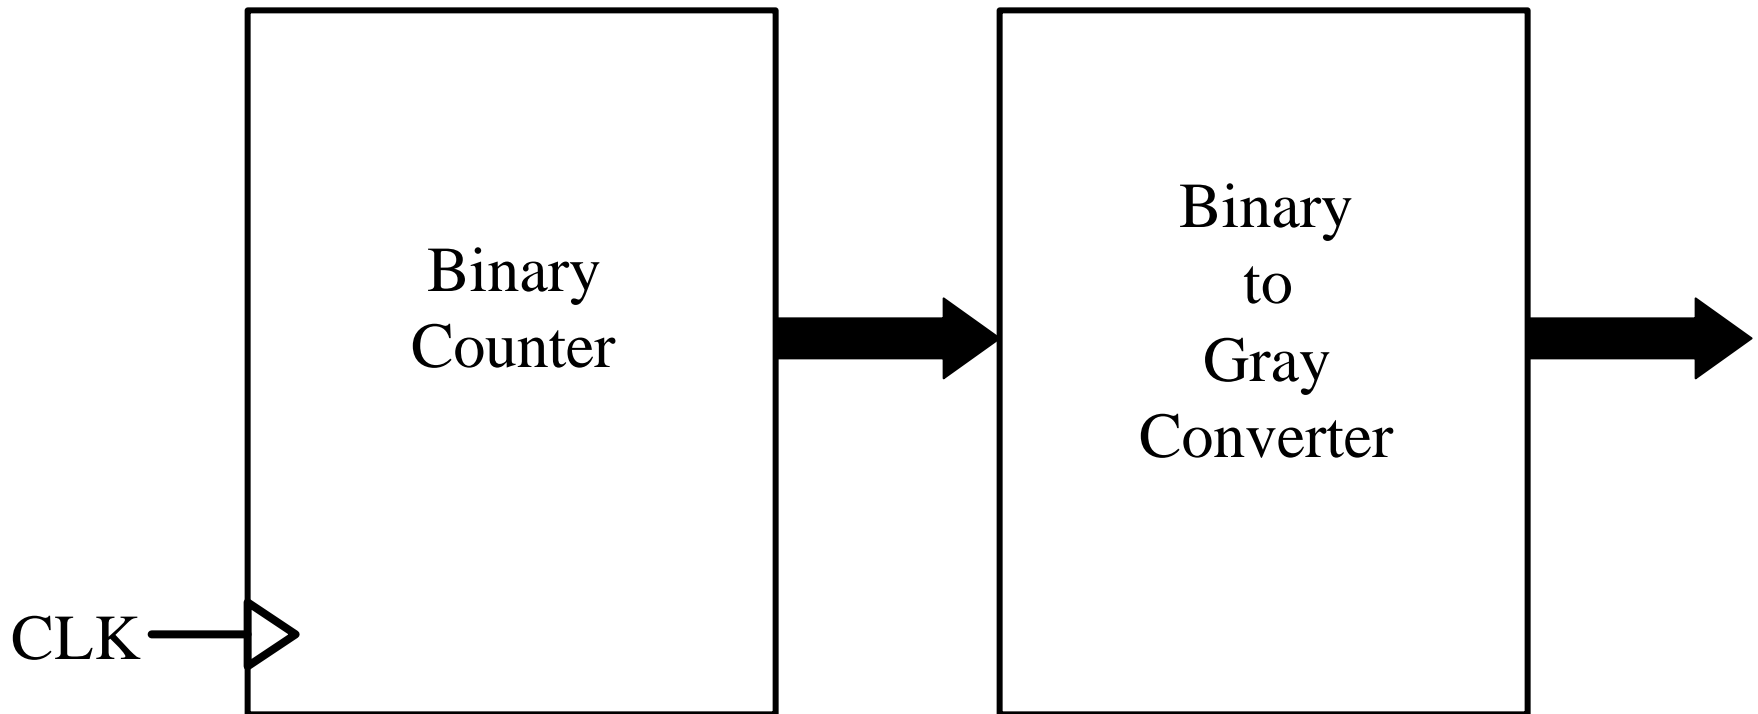 Binary
Counter
Binary
to
Gray
Converter
CLK